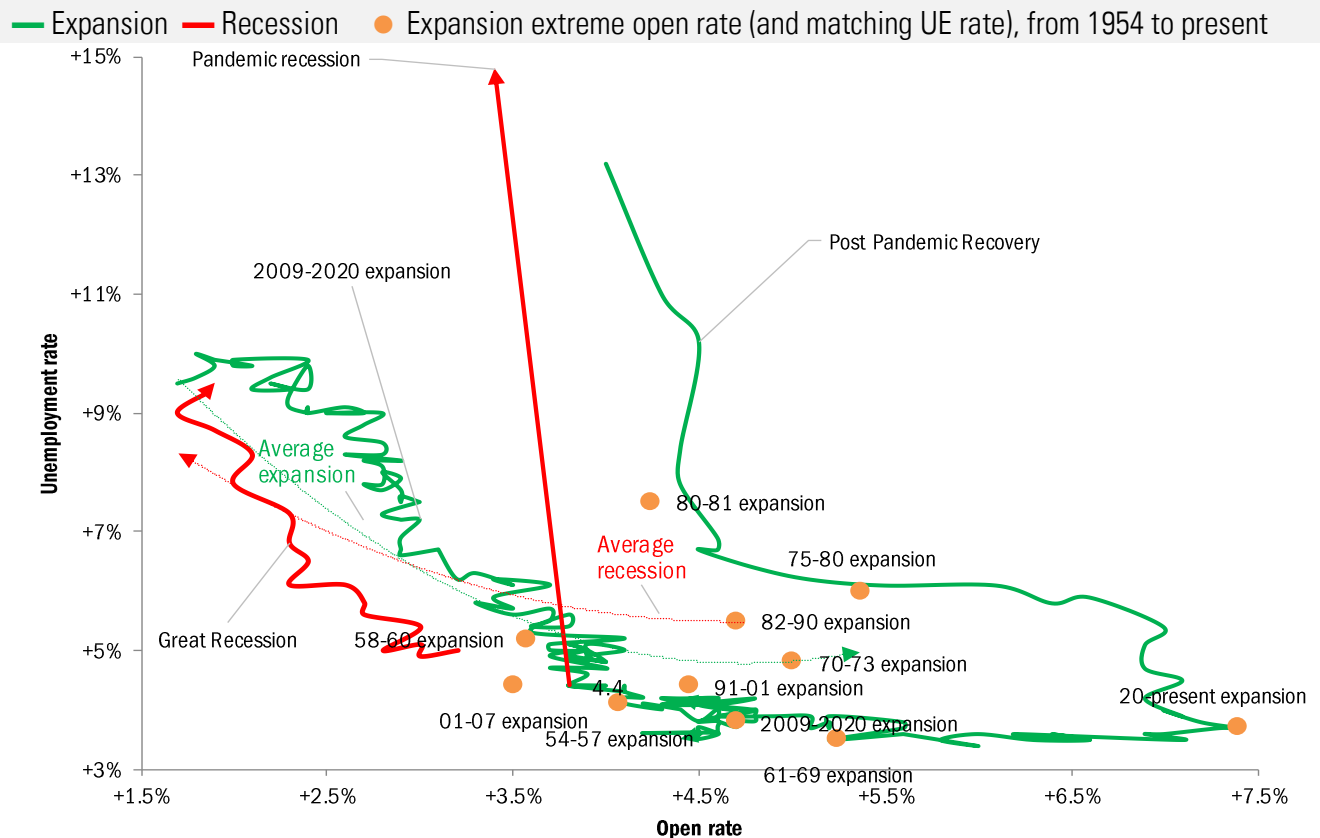 Expansion Recession Expansion extreme open rate (and matching UE rate), from 1954 to present
+15%
Pandemic recession
+13%
Post Pandemic Recovery
2009-2020 expansion
+11%
Unemployment rate
+9%
Average
expansion
80-81 expansion
+7%
Average
recession
75-80 expansion
82-90 expansion
Great Recession
58-60 expansion
+5%
70-73 expansion
4.4
91-01 expansion
20-present expansion
01-07 expansion
2009-2020 expansion
54-57 expansion
+3%
61-69 expansion
+1.5% +2.5% +3.5% +4.5% +5.5% +6.5% +7.5%
Open rate